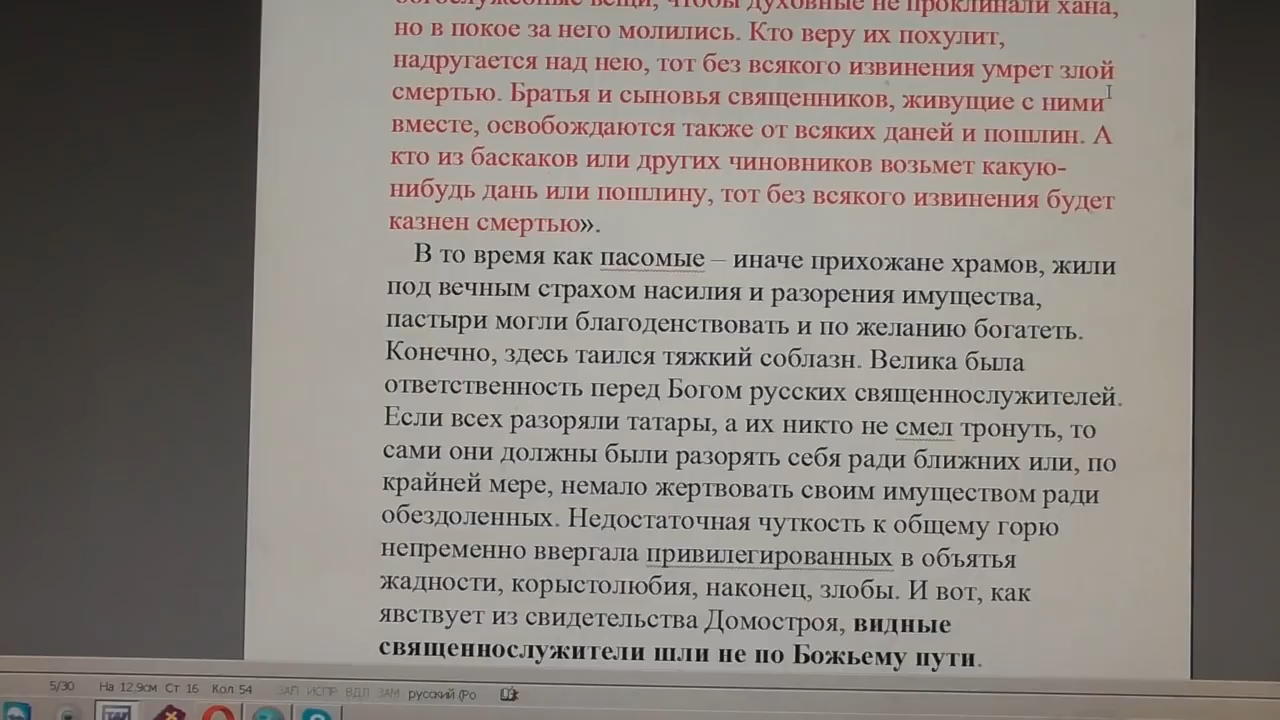 богослужебные вещи, чтобы духовные не проклинали хана,
но в покое за него молились. Кто веру их похулит,
надругается над нею, тот без всякого извинения умрет злой
смертью. Братья и сыновья священников, живущие с ними
вместе, освобождаются также от всяких даней и пошлин. А
кто из баскаков или других чиновников возьмет какую-
нибудь дань или пошлину, тот без всякого извинения будет
казнен смертью».
В то время как пасомые – иначе прихожане храмов, жили
под вечным страхом насилия и разорения имущества,
пастыри могли благоденствовать и по желанию богатеть.
Конечно, здесь таился тяжкий соблазн. Велика была
ответственность перед Богом русских священнослужителей.
Если всех разоряли татары, а их никто не смел тронуть, то
сами они должны были разорять себя ради ближних или, по
крайней мере, немало жертвовать своим имуществом ради
обездоленных. Недостаточная чуткость к общему горю
непременно ввергала привилегированных в объятья
жадности, корыстолюбия, наконец, злобы. И вот, как
явствует из свидетельства Домостроя, видные
священнослужители шли не по Божьему пути.
5/30 На 12,9см Ст 16 Кол 54 ЗАП ИСПР ВДЛ ЗАМ русский (Ро